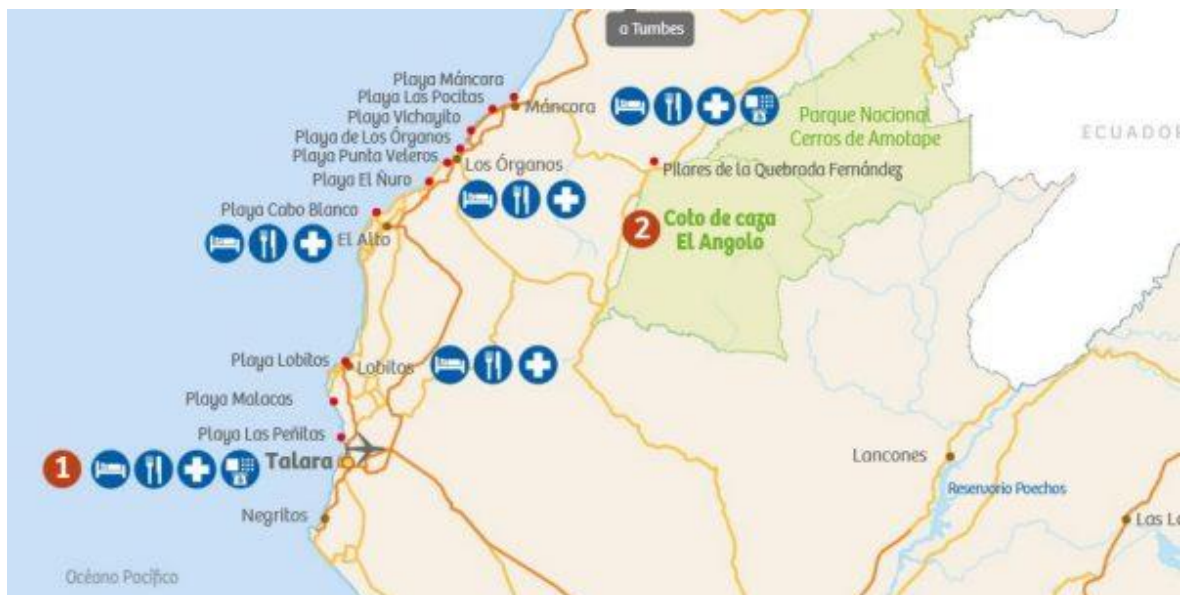 a Tumbes
Playa Máncora
Playa Las Pocitas
Máncora
Playa Vichayito
Playa de Los Órganos
Playa Punta Veleros
Los Órganos
Playa El Ñuro
Playa Cabo Blanco
El Alto
Parque Nacional
Cerros de Amotape
ECUADOR
Pilares de la Quebrada Fernández
2
Coto de caza
El Angolo
Playa Lobitos
Lobitos
Playa Malacas
Playa Las Peñitas
1
Talara
Negritos
Lancones
Reservorio Poechos
Océano Pacífico